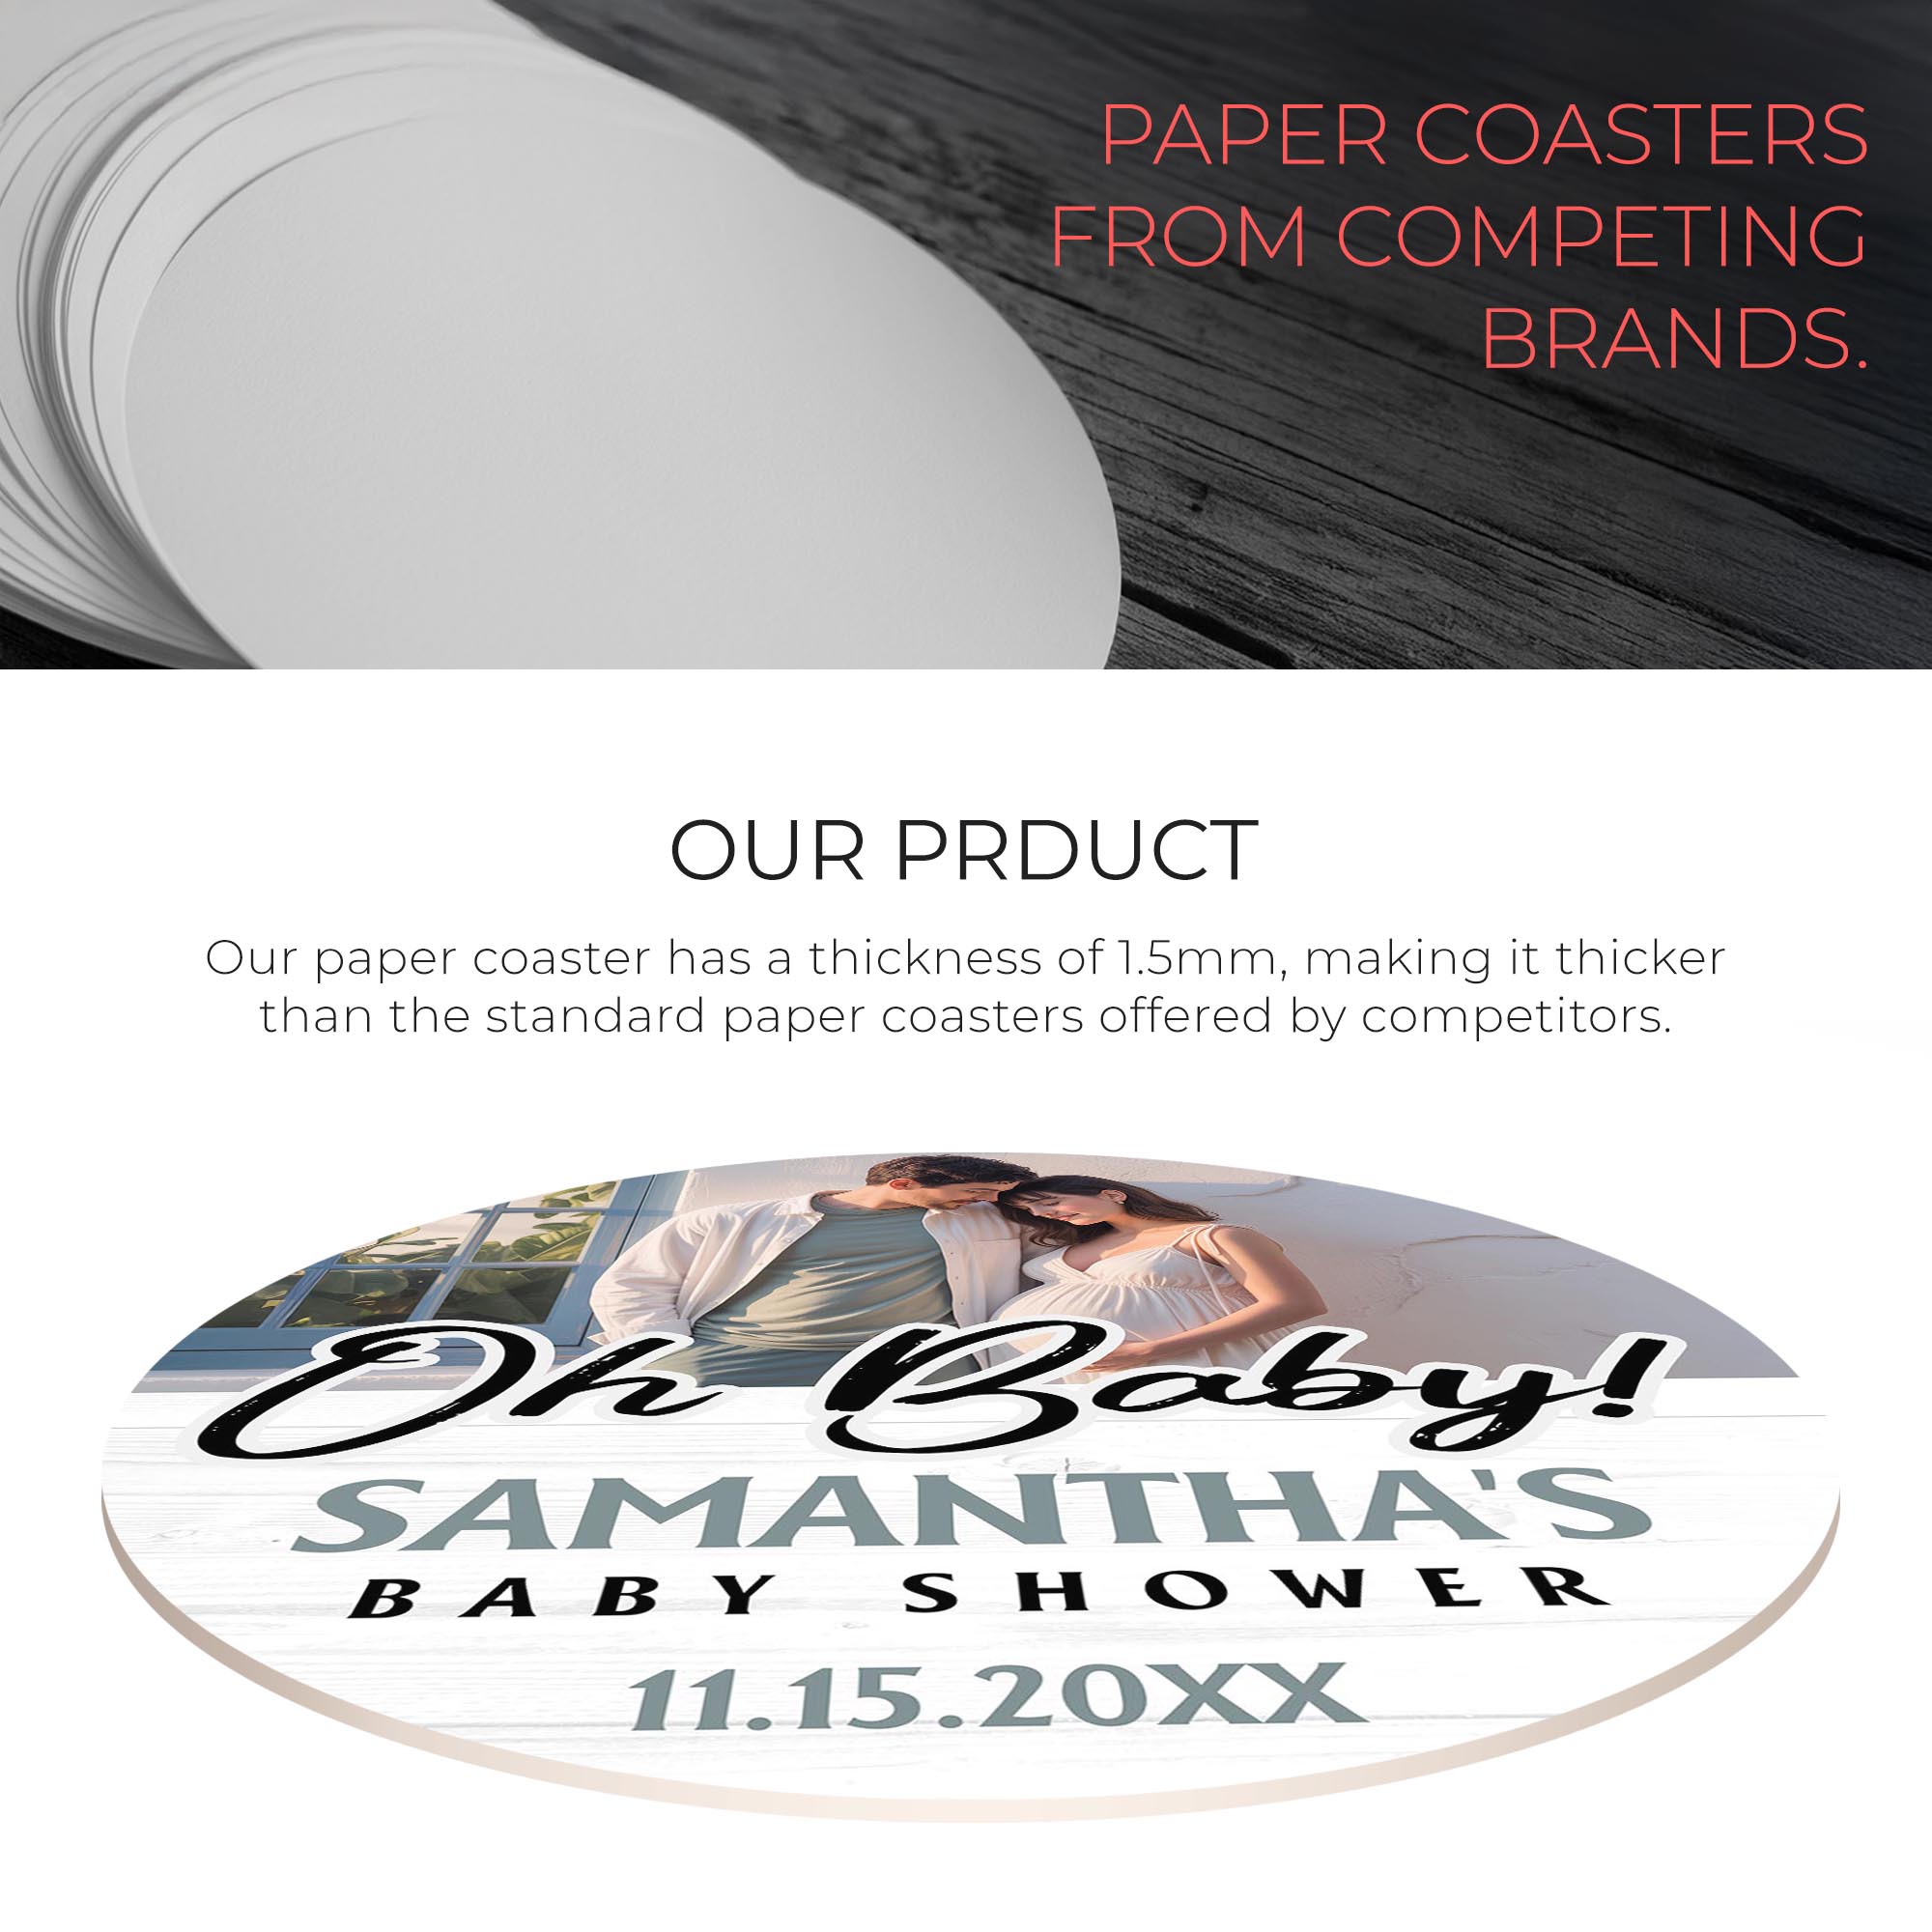 PAPER COASTERS
FROM COMPETING
BRANDS.
OUR PRDUCT
Our paper coaster has a thickness of 1.5mm, making it thicker
than the standard paper coasters offered by competitors.
Oh Baby!
SAMANTHA'S
BABY SHOWER
11.15.20XX